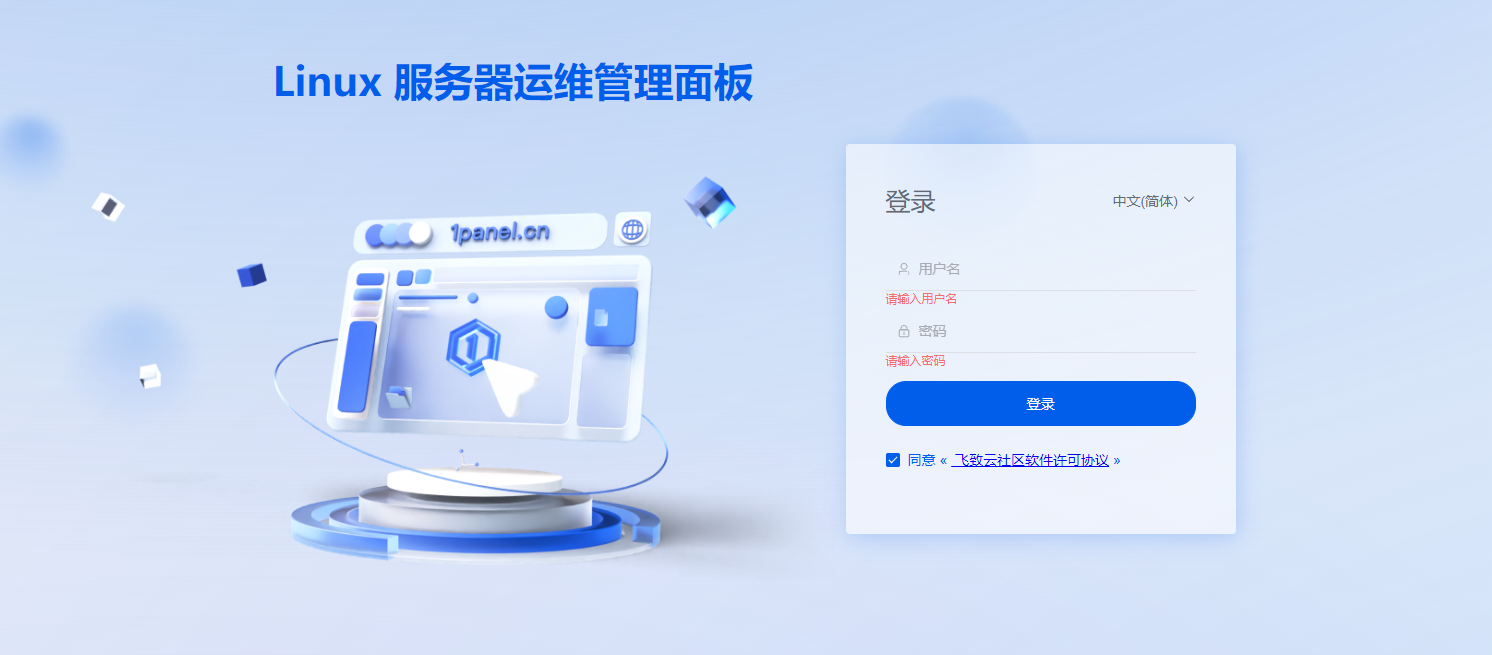 Linux 服务器运维管理面板
1panel.cn
登录
中文(简体)
用户名
请输入用户名
密码
请输入密码
登录
同意 « 飞致云社区软件许可协议 »